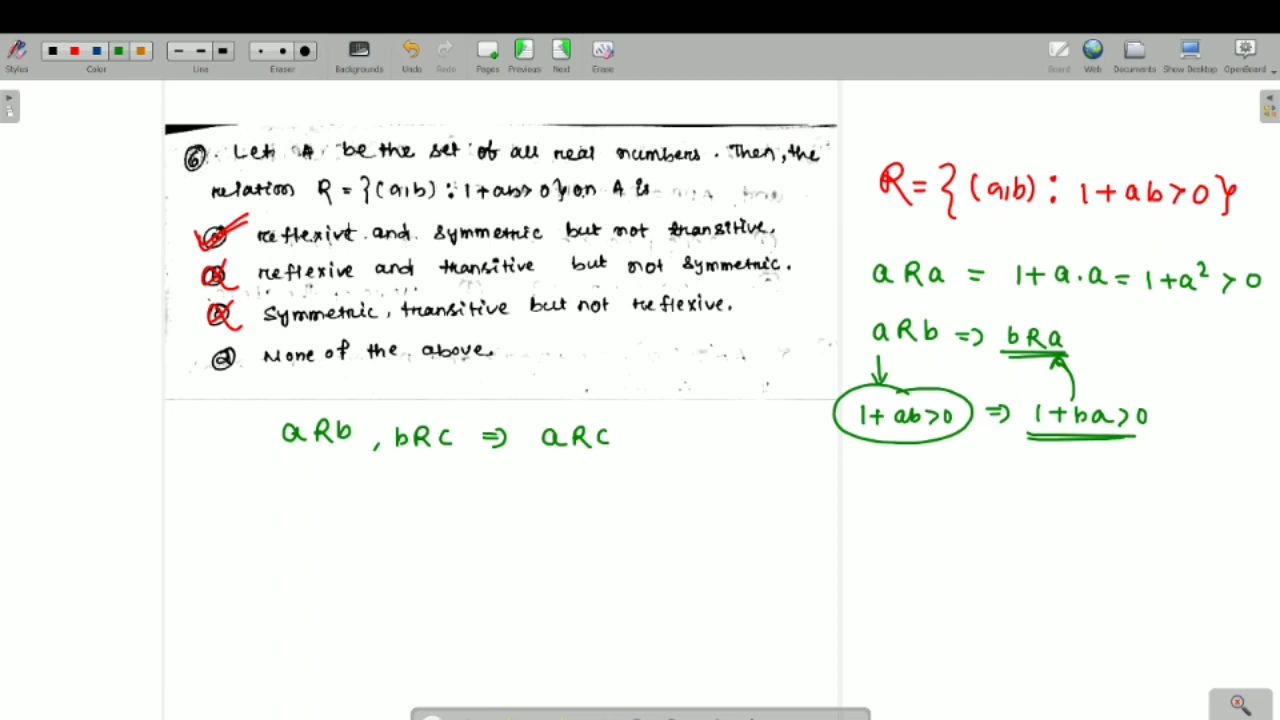 Styles
Color
Line
Eraser
Backgrounds
Undo
Redo
Pages
Previous
Next
Erase
Board
Web
Documents
Show Desktop
OpenBoard
⑥. Let A be the set of all real numbers. Then, the
relation R = {(a,b) : 1+ab>0} on A is
reflexive and symmetric but not transitive.
reflexive and transitive but not symmetric.
Symmetric, transitive but not reflexive.
ⓓ None of the above.
R = {(a,b) : 1+ab>0}
aRa = 1+a.a = 1+a² > 0
aRb => bRa
1+ab>0 => 1+ba>0
aRb, bRc => aRc